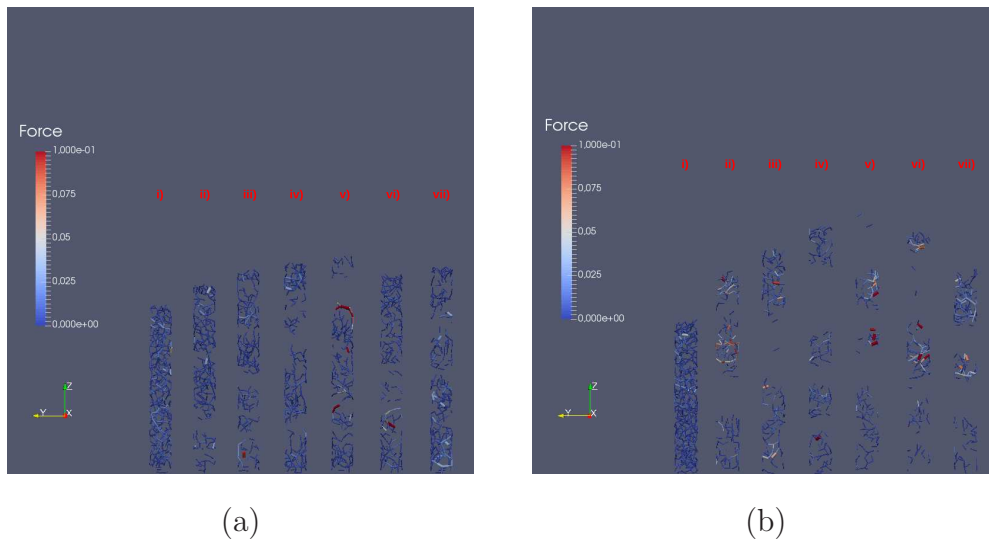 Force
1,000e-01
0,075
0,05
0,025
0,000e+00
i) ii) iii) iv) v) vi) vii)
Z
Y X
(a)
Force
1,000e-01
0,075
0,05
0,025
0,000e+00
i) ii) iii) iv) v) vi) vii)
Z
Y X
(b)